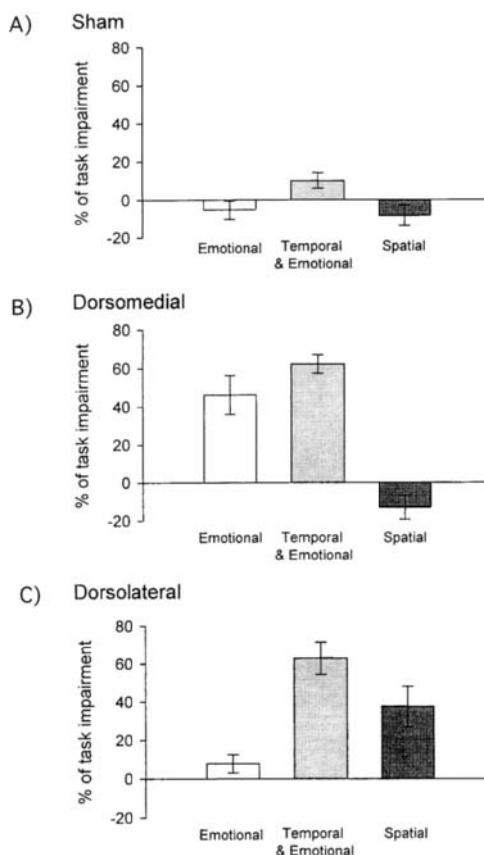 A) Sham
% of task impairment
80
60
40
20
0
-20
Emotional
Temporal
& Emotional
Spatial
B) Dorsomedial
% of task impairment
80
60
40
20
0
-20
Emotional
Temporal
& Emotional
Spatial
C) Dorsolateral
% of task impairment
80
60
40
20
0
-20
Emotional
Temporal
& Emotional
Spatial